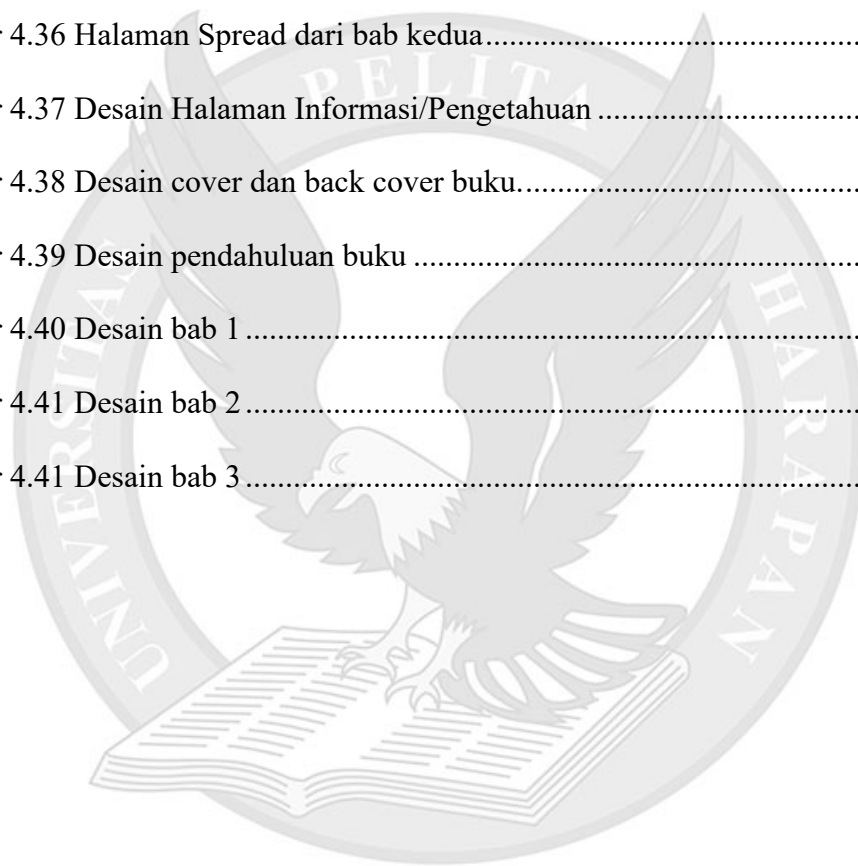 4.36 Halaman Spread dari bab kedua..........................................
4.37 Desain Halaman Informasi/Pengetahuan ............................
4.38 Desain cover dan back cover buku.....................................
4.39 Desain pendahuluan buku ................................................
4.40 Desain bab 1 ....................................................................
4.41 Desain bab 2 ....................................................................
4.41 Desain bab 3 ....................................................................
UNIVERSITAS PELITA HARAPAN